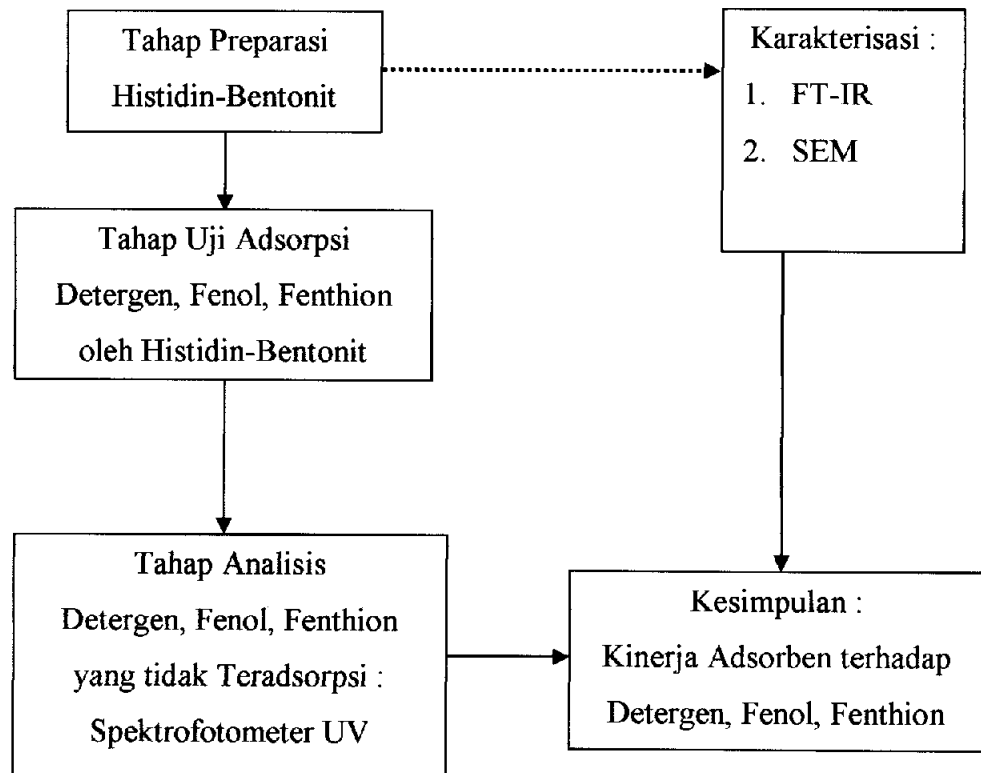 Tahap Preparasi
Histidin-Bentonit
Karakterisasi :
1. FT-IR
2. SEM
Tahap Uji Adsorpsi
Detergen, Fenol, Fenthion
oleh Histidin-Bentonit
Tahap Analisis
Detergen, Fenol, Fenthion
yang tidak Teradsorpsi :
Spektrofotometer UV
Kesimpulan :
Kinerja Adsorben terhadap
Detergen, Fenol, Fenthion